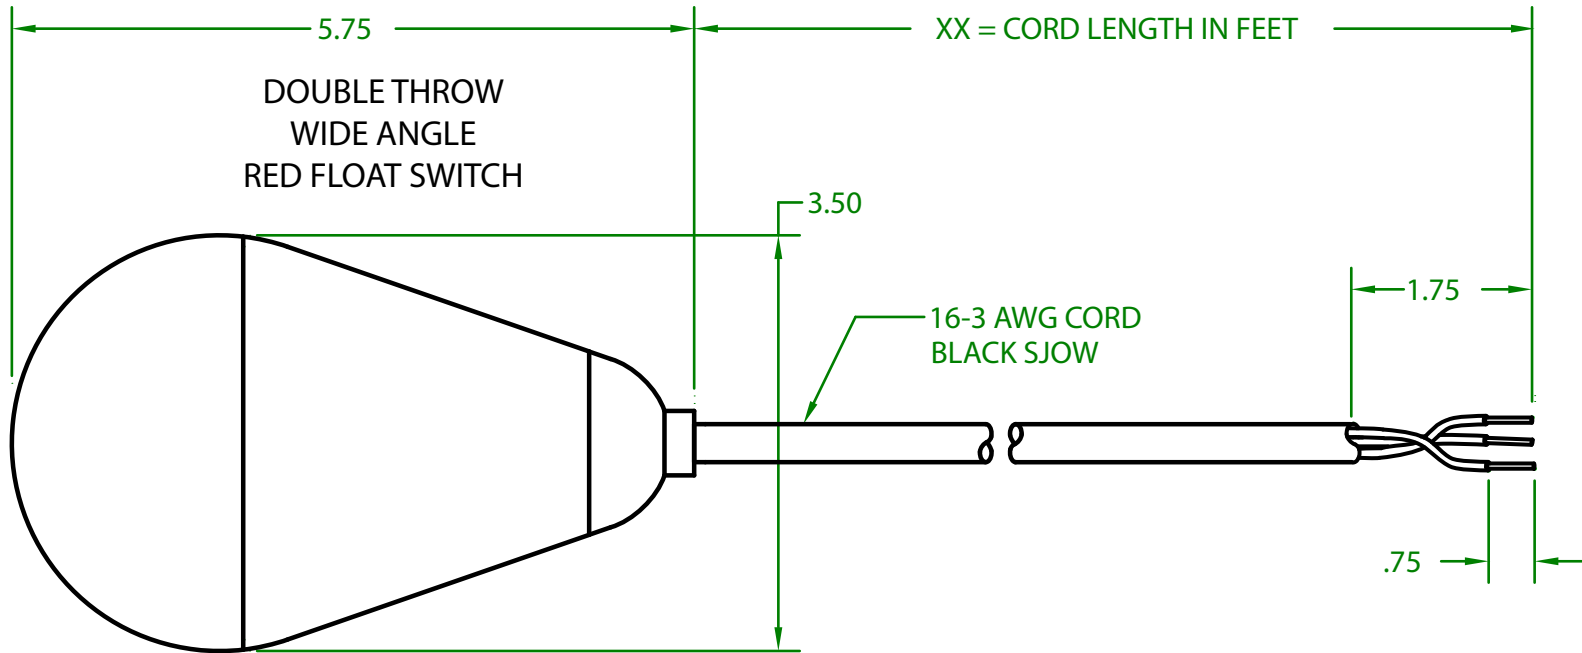 5.75
XX = CORD LENGTH IN FEET
DOUBLE THROW
WIDE ANGLE
RED FLOAT SWITCH
3.50
1.75
16-3 AWG CORD
BLACK SJOW
.75